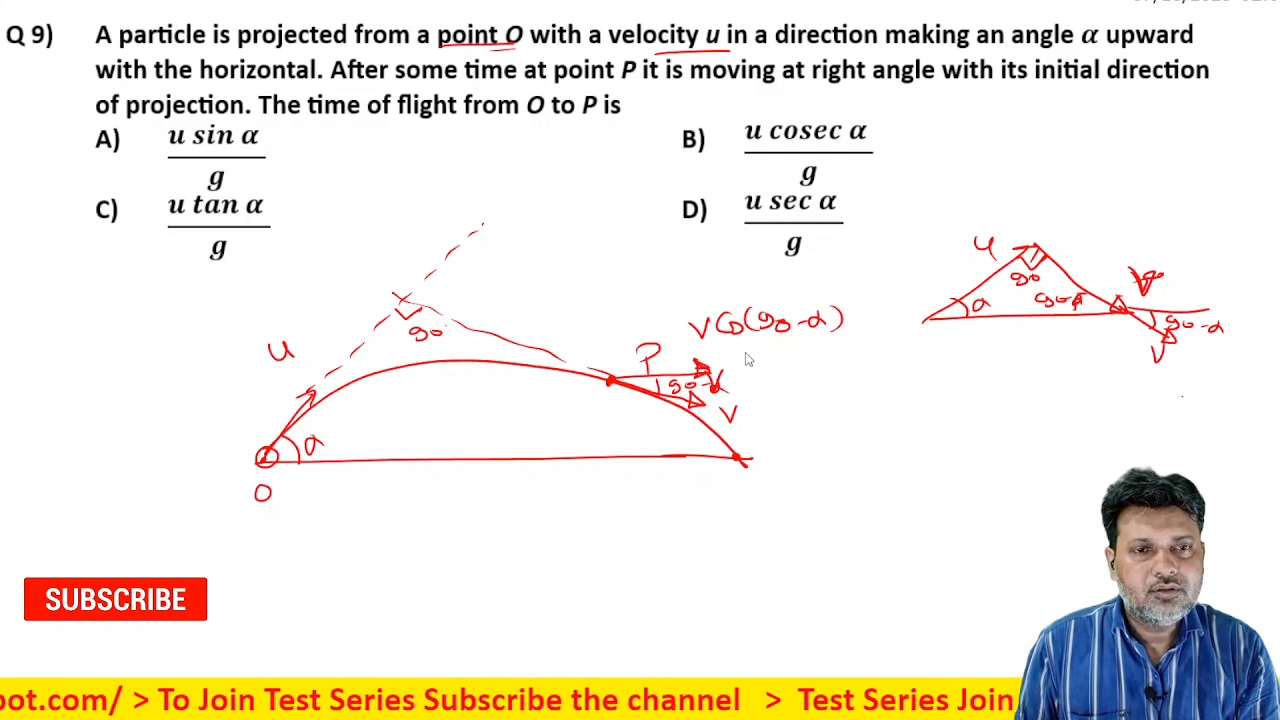 Q 9) A particle is projected from a point O with a velocity u in a direction making an angle α upward
with the horizontal. After some time at point P it is moving at right angle with its initial direction
of projection. The time of flight from O to P is
A) u sin α / g
B) u cosec α / g
C) u tan α / g
D) u sec α / g
u
90
V Cos(90-α)
P
90-α
V
α
O
u
90
α
90-α
V
SUBSCRIBE
pot.com/ > To Join Test Series Subscribe the channel > Test Series Join